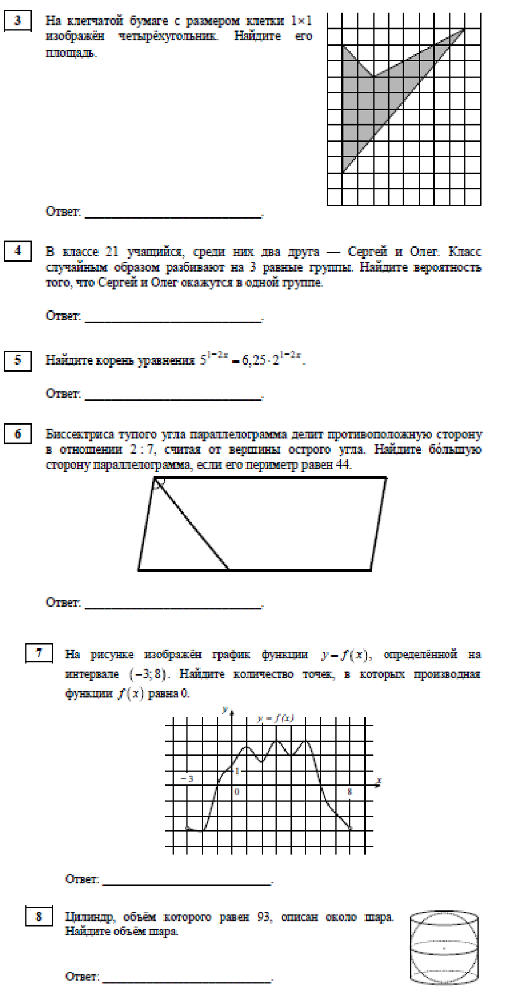 3
На клетчатой бумаге с размером клетки 1×1
изображён четырёхугольник. Найдите его
площадь.
Ответ: ____________________________.
4
В классе 21 учащийся, среди них два друга — Сергей и Олег. Класс
случайным образом разбивают на 3 равные группы. Найдите вероятность
того, что Сергей и Олег окажутся в одной группе.
Ответ: ____________________________.
5
Найдите корень уравнения 5^{1−2x} = 6,25·2^{1−2x}.
Ответ: ____________________________.
6
Биссектриса тупого угла параллелограмма делит противоположную сторону
в отношении 2 : 7, считая от вершины острого угла. Найдите бо́льшую
сторону параллелограмма, если его периметр равен 44.
Ответ: ____________________________.
7
На рисунке изображён график функции y = f(x), определённой на
интервале (−3; 8). Найдите количество точек, в которых производная
функции f(x) равна 0.
y
y = f(x)
1
−3
x
0
8
Ответ: ___________________________.
8
Цилиндр, объём которого равен 93, описан около шара.
Найдите объём шара.
Ответ: ___________________________.